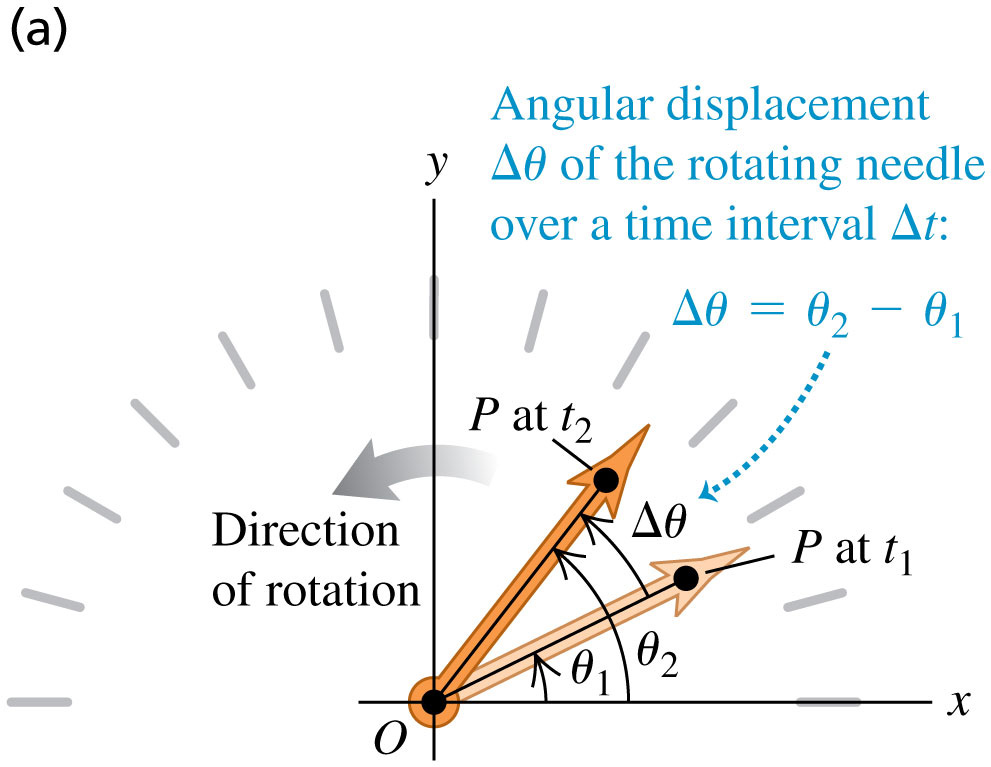 (a)
Angular displacement
Δθ of the rotating needle
over a time interval Δt:
Δθ = θ₂ − θ₁
y
P at t₂
Δθ
P at t₁
Direction
of rotation
θ₂
θ₁
x
O